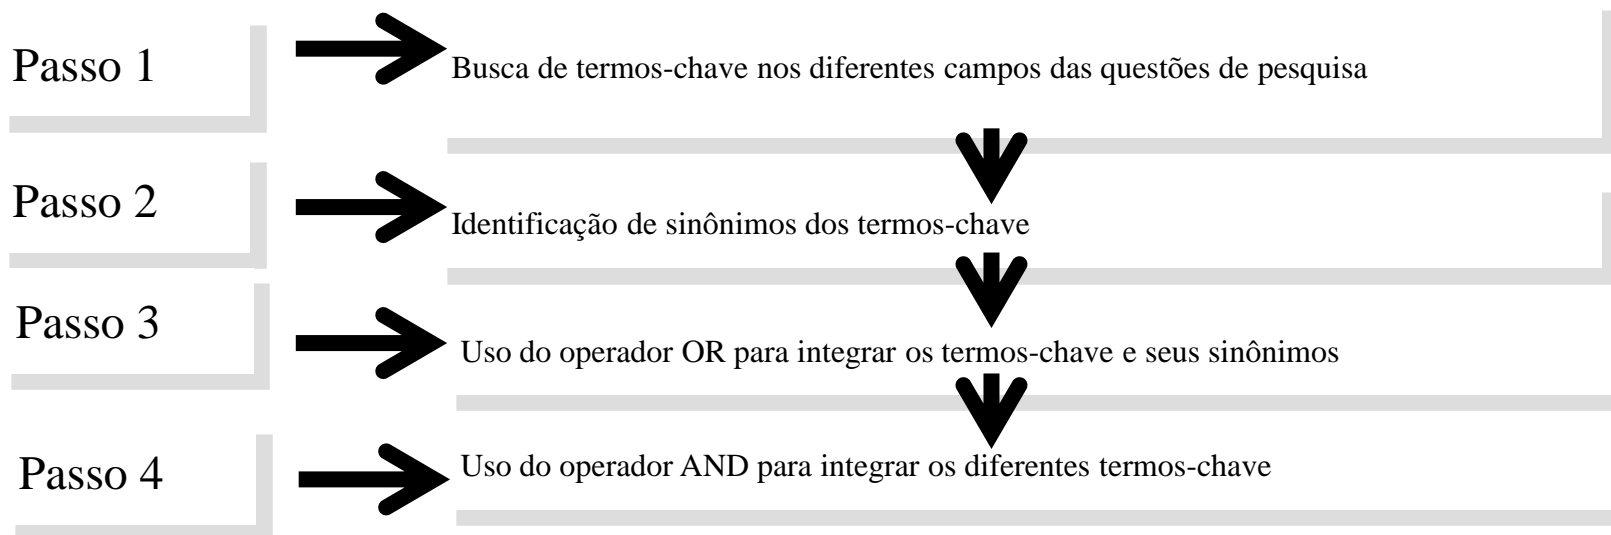 Passo 1
Busca de termos-chave nos diferentes campos das questões de pesquisa
Passo 2
Identificação de sinônimos dos termos-chave
Passo 3
Uso do operador OR para integrar os termos-chave e seus sinônimos
Passo 4
Uso do operador AND para integrar os diferentes termos-chave